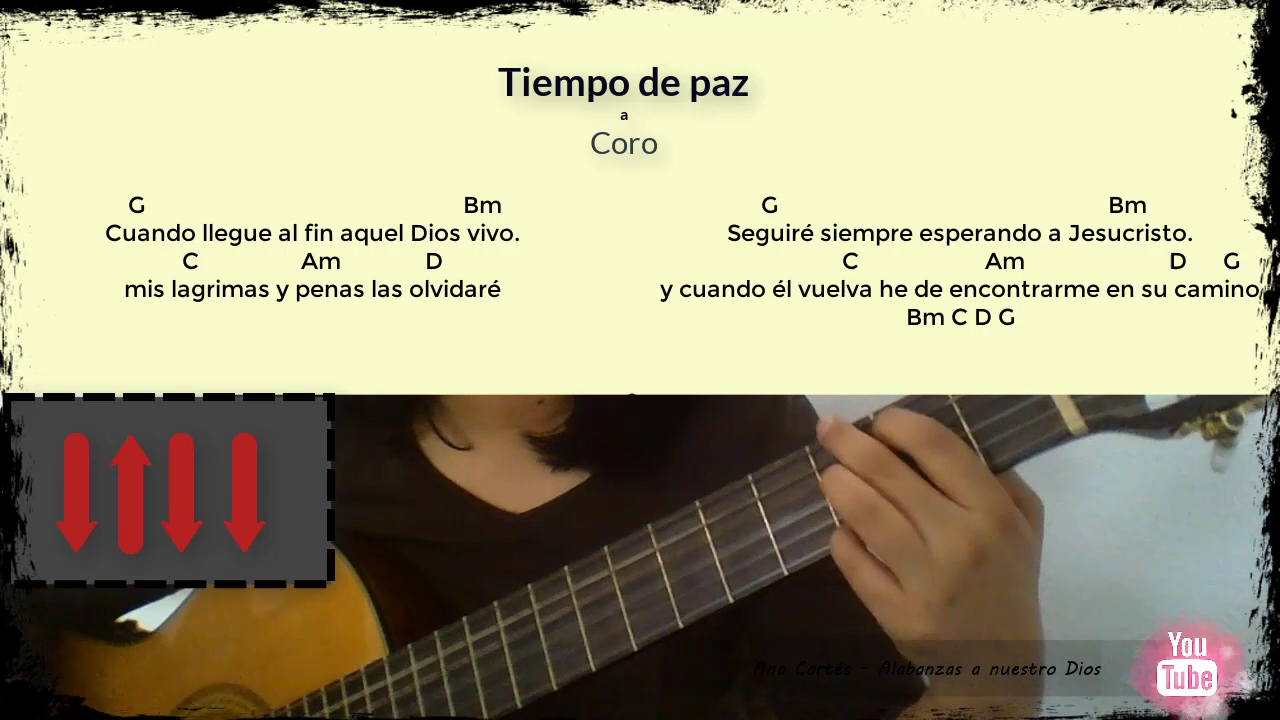 Tiempo de paz
a
Coro
G Bm
Cuando llegue al fin aquel Dios vivo.
C Am D
mis lagrimas y penas las olvidaré
G Bm
Seguiré siempre esperando a Jesucristo.
C Am D G
y cuando él vuelva he de encontrarme en su camino
Bm C D G
Ana Cortés - Alabanzas a nuestro Dios
You
Tube